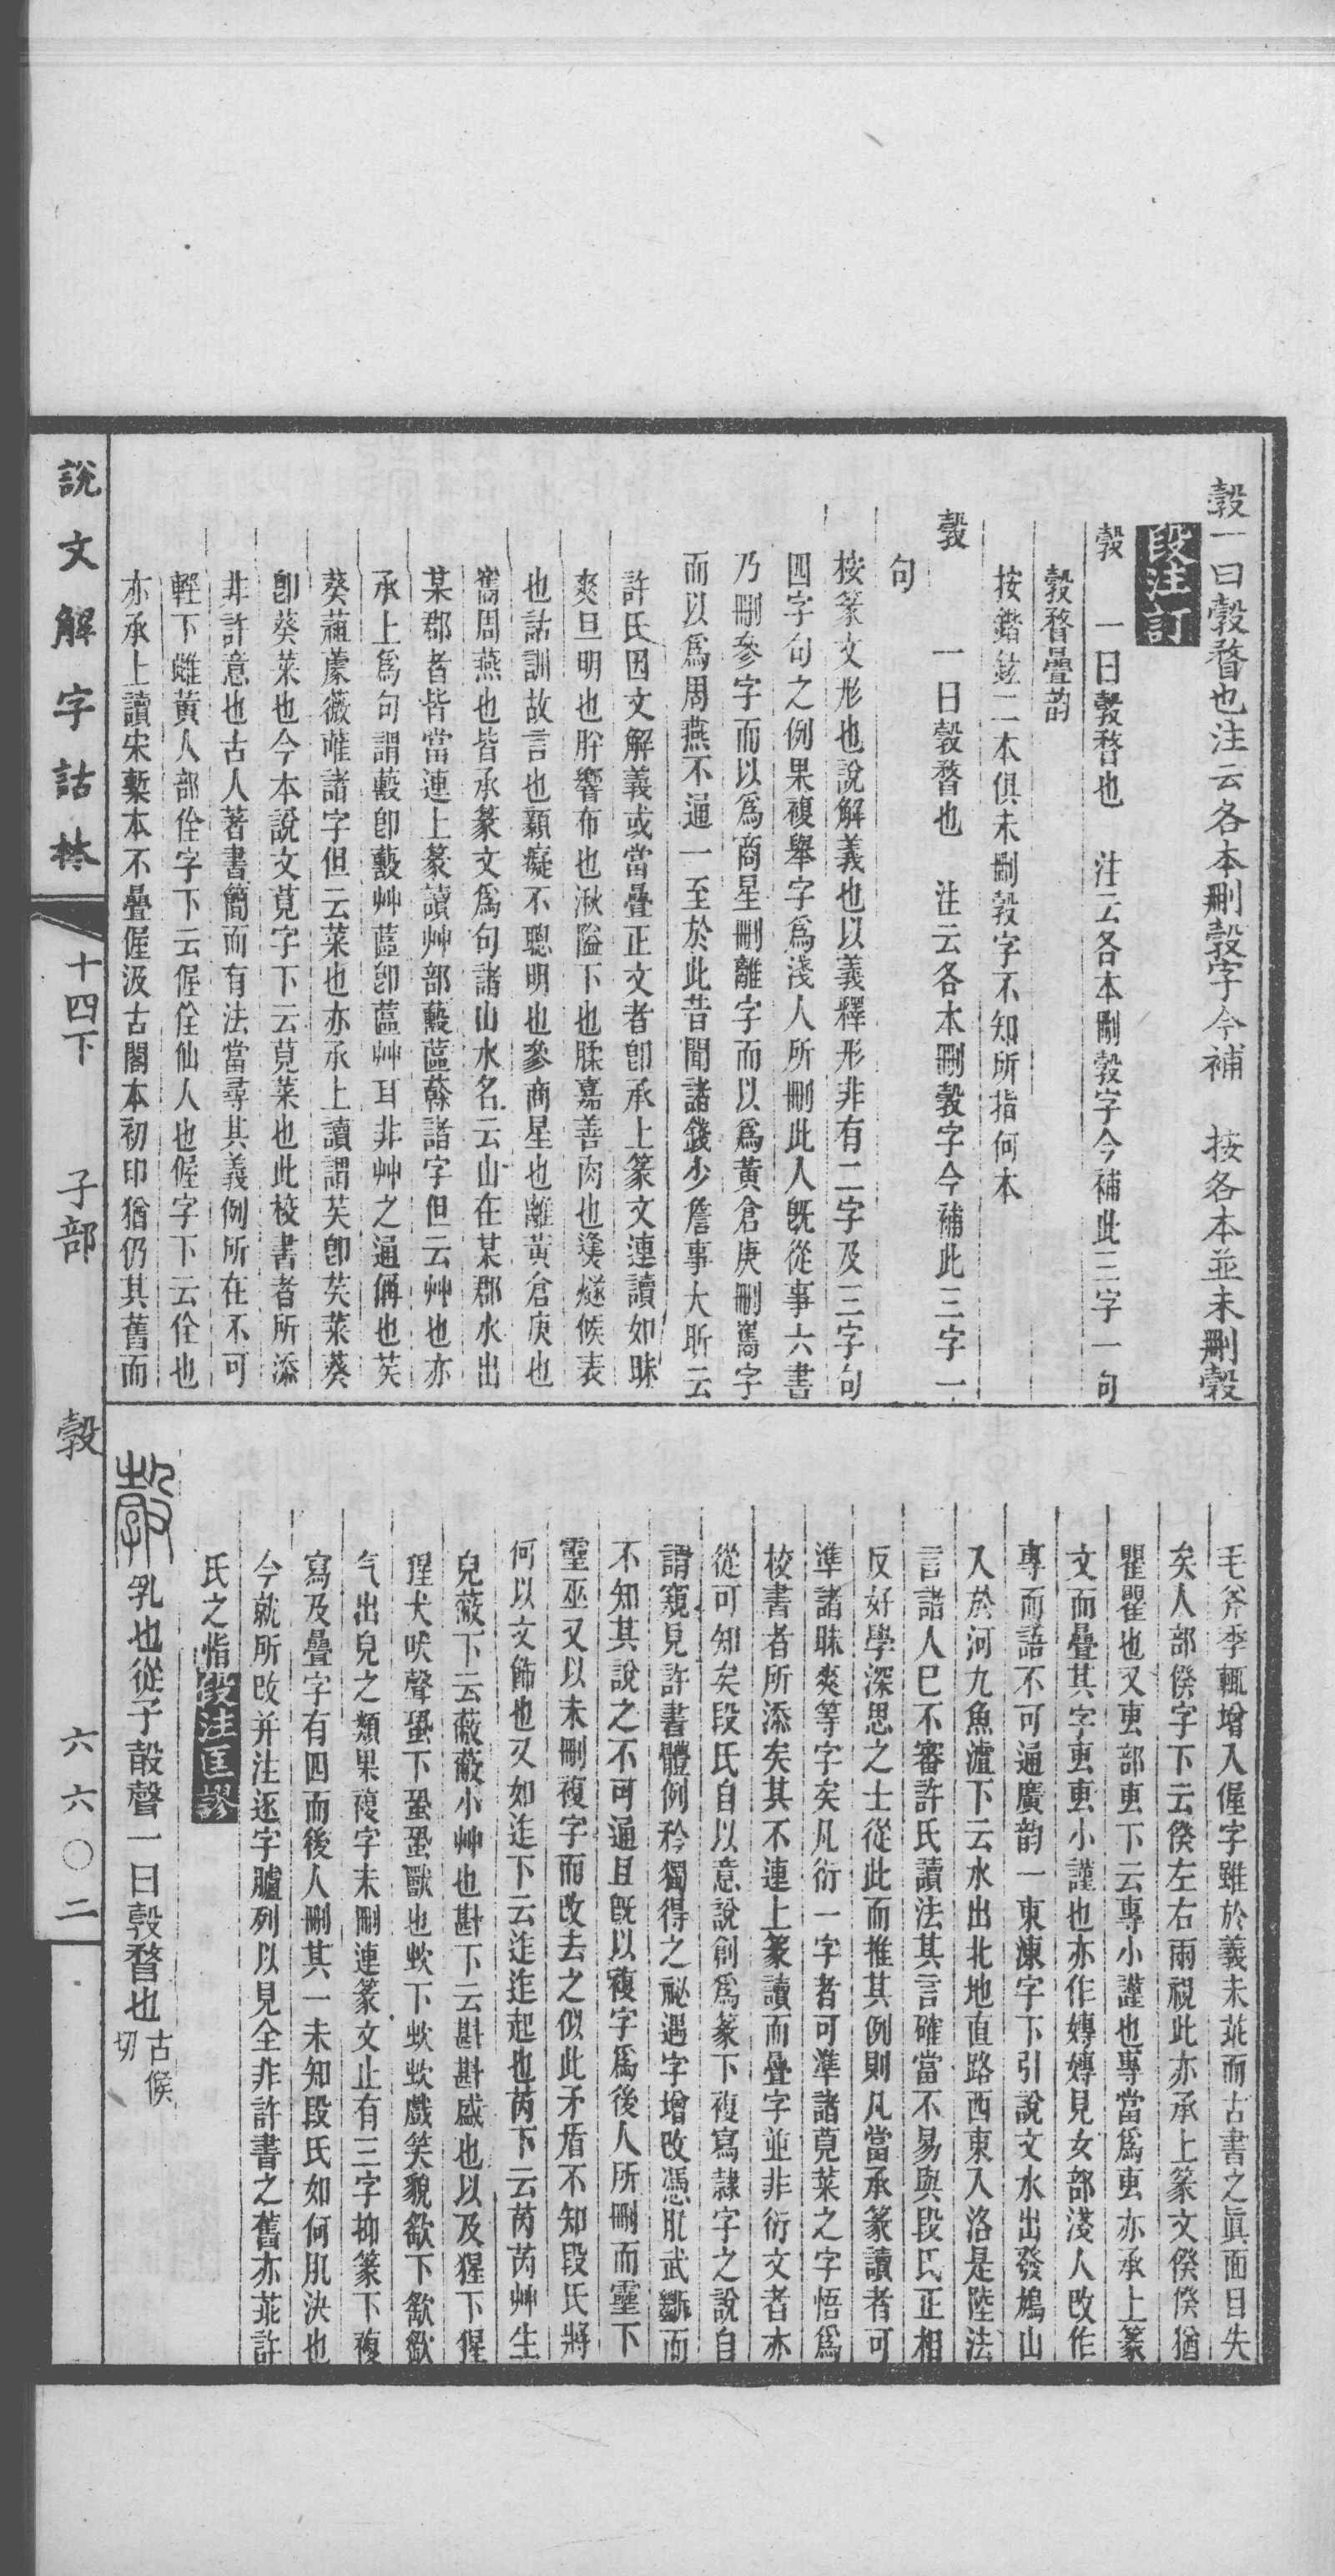 㝅一曰㝅瞀也注云各本刪㝅字今補　按各本並未刪㝅
段注訂
㝅　一曰㝅瞀也　注云各本刪㝅字今補此三字一句
㝅瞀疊韵
按鍇鉉二本俱未刪㝅字不知所指何本
㝅　一曰㝅瞀也　注云各本刪㝅字今補此三字一
句
桉篆文形也說解義也以義釋形非有二字及三字句
四字句之例果複舉字爲淺人所刪此人旣從事六書
乃刪參字而以爲商星刪離字而以爲黃倉庚刪巂字
而以爲周燕不通一至於此昔聞諸錢少詹事大昕云
許氏因文解義或當疊正文者卽承上篆文連讀如昧
爽旦明也肸響布也湫隘下也腬嘉善肉也㷭燧候表
也詁訓故言也顡癡不聰明也參商星也離黃倉庚也
巂周燕也皆承篆文爲句諸山水名云山在某郡水出
某郡者皆當連上篆讀艸部藙蓲蒢諸字但云艸也亦
承上爲句謂藙卽藙艸蓲卽蓲艸耳非艸之通偁也芺
葵蒩蘪薇蓶諸字但云菜也亦承上讀謂芺卽芺菜葵
卽葵菜也今本說文莧字下云莧菜也此校書者所添
非許意也古人著書簡而有法當尋其義例所在不可
輕下雌黃人部佺字下云偓佺仙人也偓字下云佺也
亦承上讀宋槧本不疊偓汲古閣本初印猶仍其舊而
毛斧季輒增入偓字雖於義未乖而古書之眞面目失
矣人部傒字下云傒左右兩視此亦承上篆文傒傒猶
瞿瞿也又叀部叀下云專小謹也專當爲叀亦承上篆
文而疊其字叀叀小謹也亦作嫥嫥見女部淺人改作
專而語不可通廣韵一東涷字下引說文水出發鳩山
入於河九魚瀘下云水出北地直路西東入洛是陸法
言諸人已不審許氏讀法其言確當不易與段氏正相
反好學深思之士從此而推其例則凡當承篆讀者可
準諸昧爽等字矣凡衍一字者可準諸莧菜之字悟爲
校書者所添矣其不連上篆讀而疊字並非衍文者亦
從可知矣段氏自以意說創爲篆下複寫隷字之說自
謂窺見許書體例矜獨得之祕遇字增改憑肊武斷而
不知其說之不可通且旣以複字爲後人所刪而靈下
靈巫又以未刪複字而改去之似此矛盾不知段氏將
何以文飾也又如迮下云迮迮起也芮下云芮芮艸生
皃蔽下云蔽蔽小艸也斟下云斟斟盛也以及猩下猩
猩犬吠聲蛩下蛩蛩獸也㰞下㰞㰞戲笑貌欱下欱欱
气出皃之類果複字未刪連篆文止有三字抑篆下複
寫及疊字有四而後人刪其一未知段氏如何肊決也
今就所改并注逐字臚列以見全非許書之舊亦乖許
氏之恉
段注匡謬
㝅　乳也從子㱿聲一曰㝅瞀也古候切
說文解字詁林　十四下　子部　㝅　六六〇二